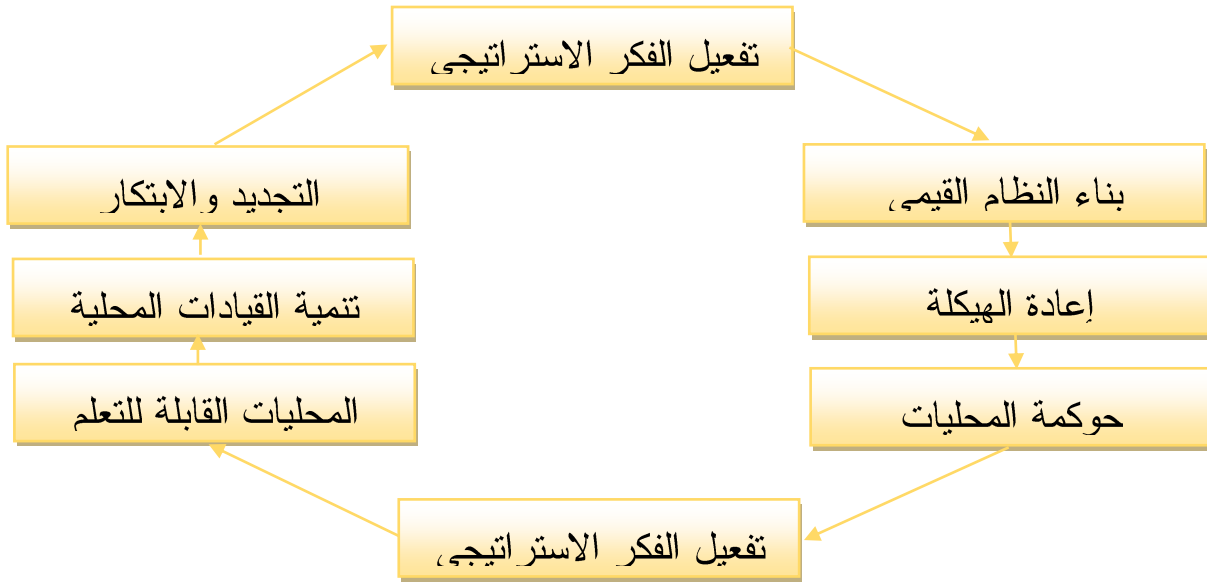 تفعيل الفكر الاستراتيجى
بناء النظام القيمى
إعادة الهيكلة
حوكمة المحليات
تفعيل الفكر الاستراتيجى
المحليات القابلة للتعلم
تنمية القيادات المحلية
التجديد والابتكار